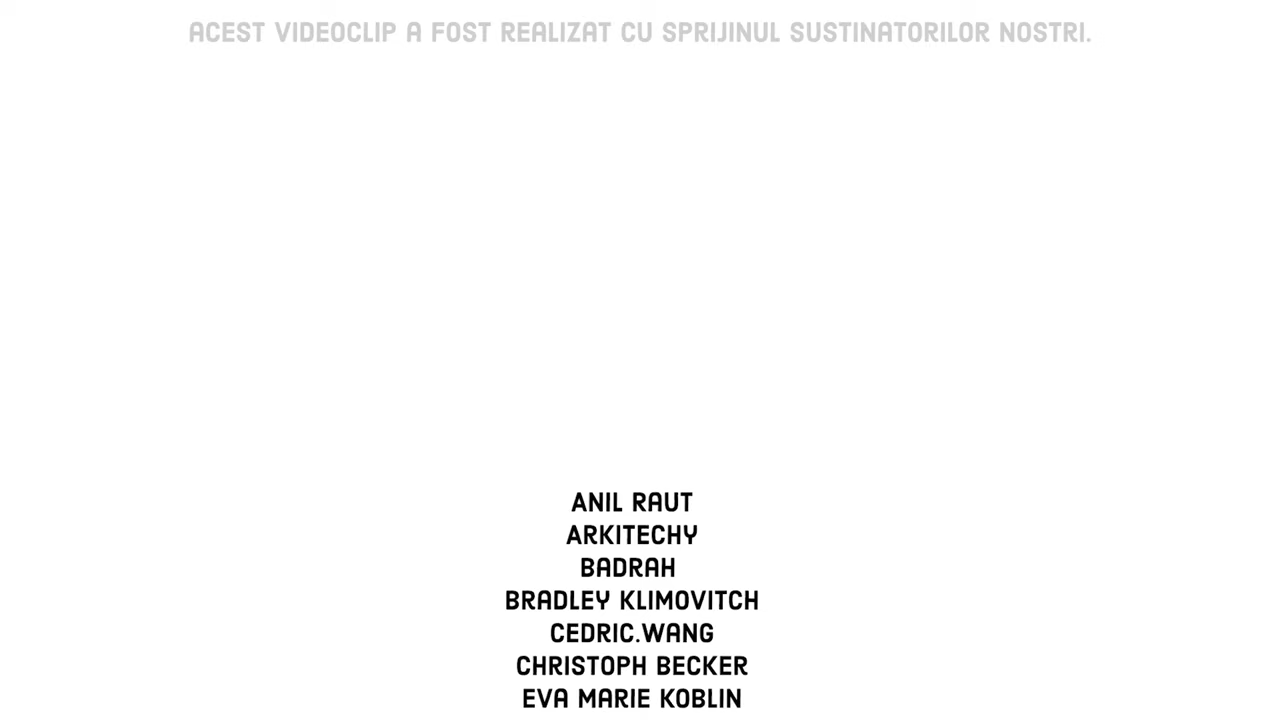 ACEST VIDEOCLIP A FOST REALIZAT CU SPRIJINUL SUSTINATORILOR NOSTRI.
ANIL RAUT
ARKITECHY
BADRAH
BRADLEY KLIMOVITCH
CEDRIC.WANG
CHRISTOPH BECKER
EVA MARIE KOBLIN